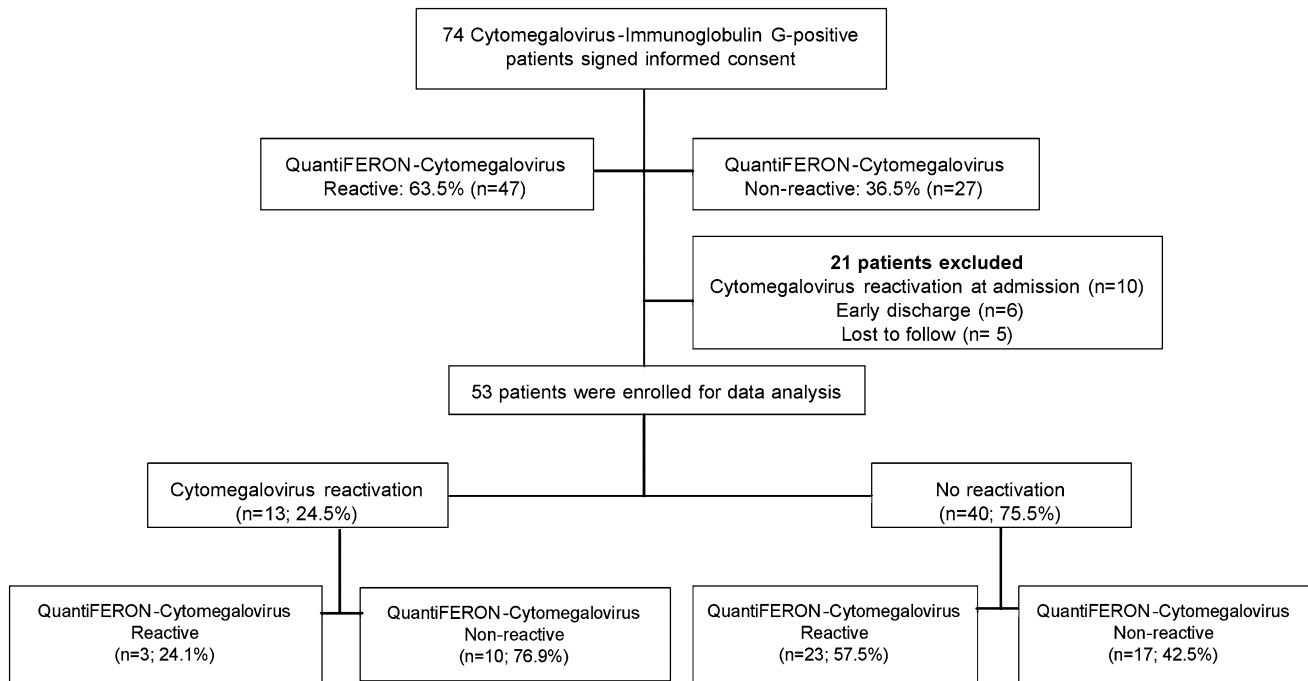 74 Cytomegalovirus-Immunoglobulin G-positive
patients signed informed consent
QuantiFERON-Cytomegalovirus
Reactive: 63.5% (n=47)
QuantiFERON-Cytomegalovirus
Non-reactive: 36.5% (n=27)
21 patients excluded
Cytomegalovirus reactivation at admission (n=10)
Early discharge (n=6)
Lost to follow (n= 5)
53 patients were enrolled for data analysis
Cytomegalovirus reactivation
(n=13; 24.5%)
No reactivation
(n=40; 75.5%)
QuantiFERON-Cytomegalovirus
Reactive
(n=3; 24.1%)
QuantiFERON-Cytomegalovirus
Non-reactive
(n=10; 76.9%)
QuantiFERON-Cytomegalovirus
Reactive
(n=23; 57.5%)
QuantiFERON-Cytomegalovirus
Non-reactive
(n=17; 42.5%)